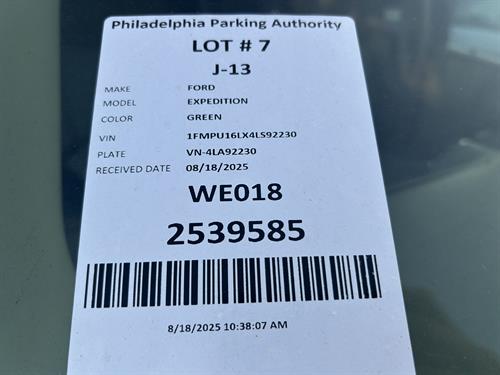 Philadelphia Parking Authority
LOT # 7
J-13
MAKE FORD
MODEL EXPEDITION
COLOR GREEN
VIN 1FMPU16LX4LS92230
PLATE VN-4LA92230
RECEIVED DATE 08/18/2025
WE018
2539585
8/18/2025 10:38:07 AM